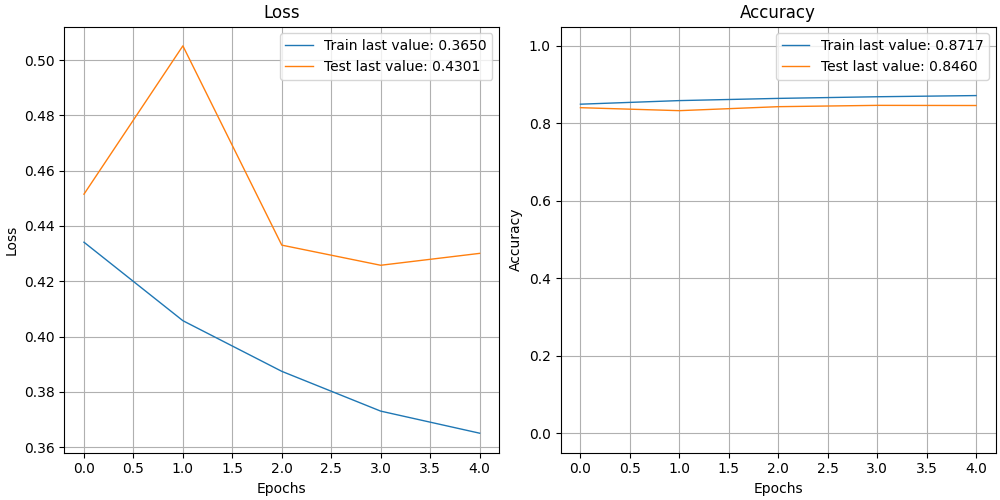 Loss
Train last value: 0.3650
Test last value: 0.4301
0.50
0.48
0.46
0.44
0.42
0.40
0.38
0.36
Loss
0.0 0.5 1.0 1.5 2.0 2.5 3.0 3.5 4.0
Epochs
Accuracy
Train last value: 0.8717
Test last value: 0.8460
1.0
0.8
0.6
0.4
0.2
0.0
Accuracy
0.0 0.5 1.0 1.5 2.0 2.5 3.0 3.5 4.0
Epochs